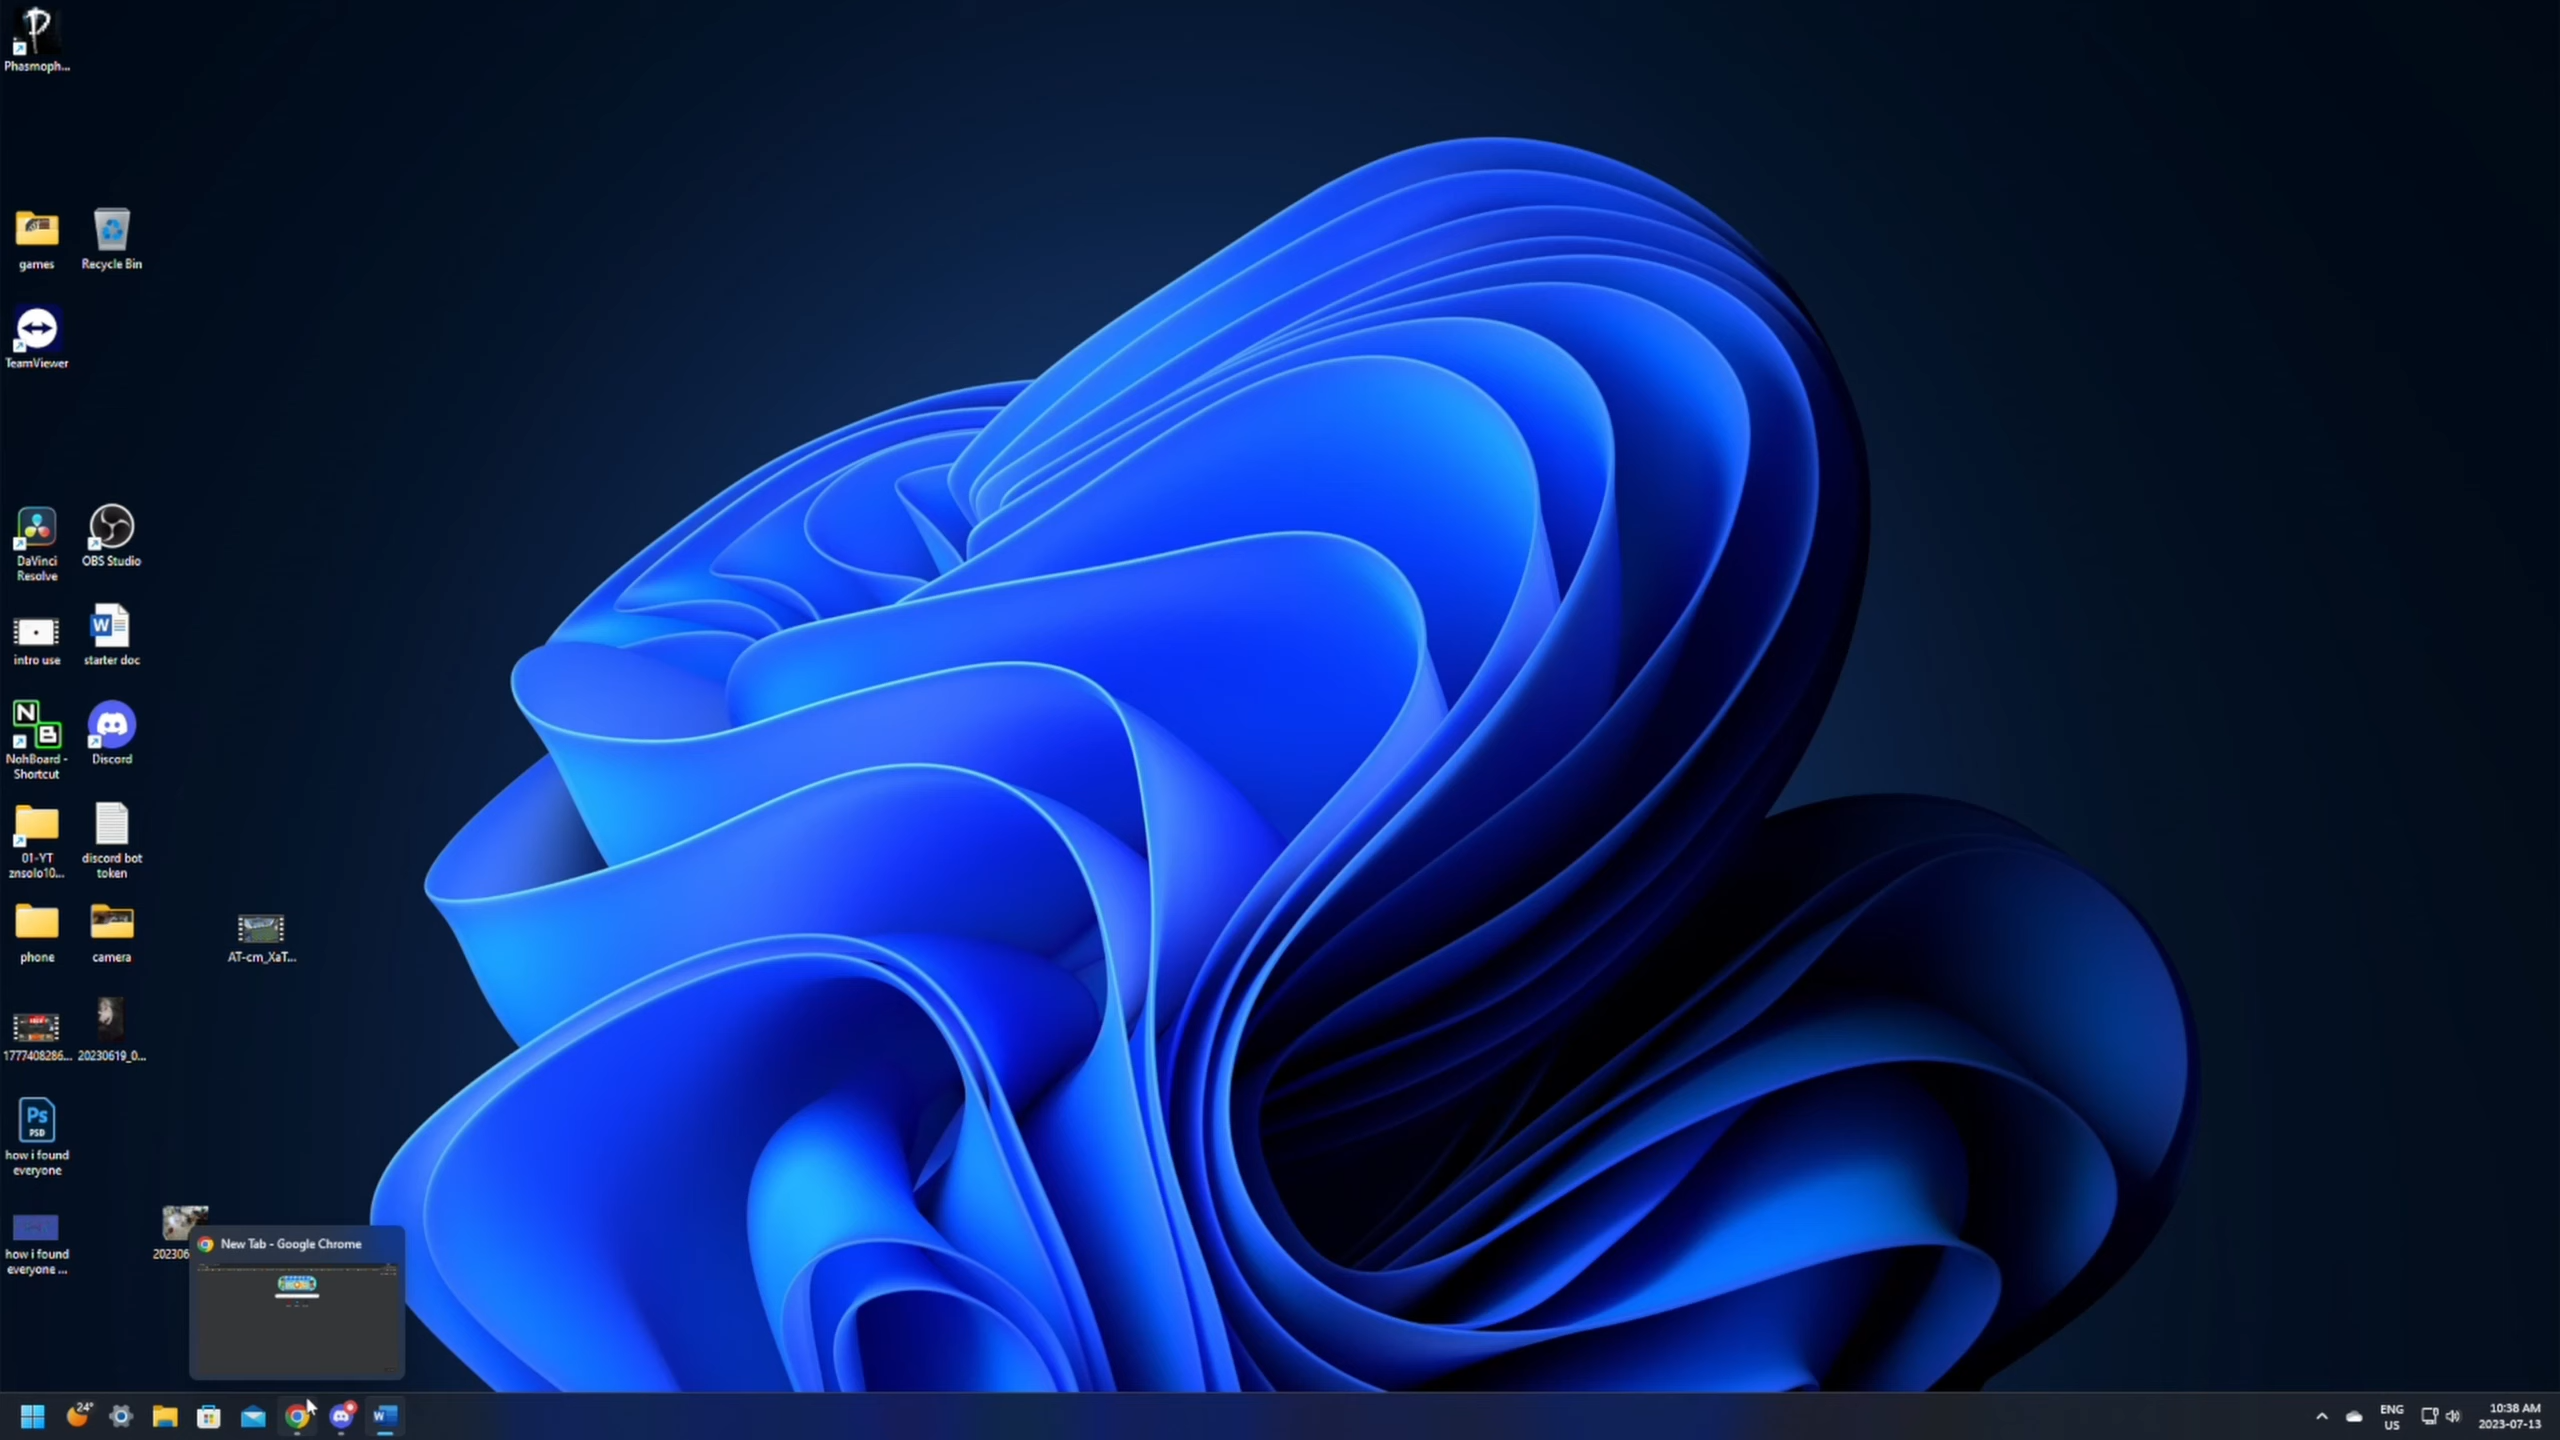 Phasmoph...
games
Recycle Bin
TeamViewer
DaVinci
Resolve
OBS Studio
intro use
starter doc
NohBoard -
Shortcut
Discord
01-YT
znsolo10...
discord bot
token
phone
camera
AT-cm_XaT...
1777408286...
20230619_0...
how i found
everyone
how i found
everyone ...
202306
New Tab - Google Chrome
24°
ENG
US
10:38 AM
2023-07-13